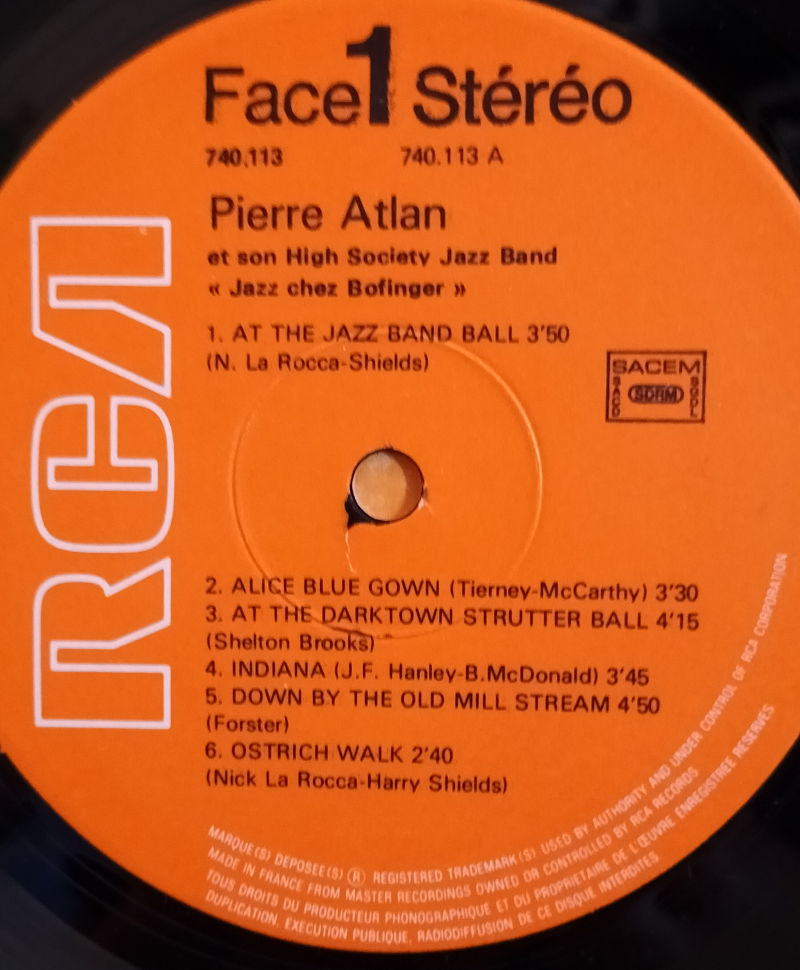 Face 1 Stéréo
740.113 740.113 A
Pierre Atlan
et son High Society Jazz Band
« Jazz chez Bofinger »
1. AT THE JAZZ BAND BALL 3'50
(N. La Rocca-Shields)
SACEM
SACD SDRM SGDL
RCA
2. ALICE BLUE GOWN (Tierney-McCarthy) 3'30
3. AT THE DARKTOWN STRUTTER BALL 4'15
(Shelton Brooks)
4. INDIANA (J.F. Hanley-B.McDonald) 3'45
5. DOWN BY THE OLD MILL STREAM 4'50
(Forster)
6. OSTRICH WALK 2'40
(Nick La Rocca-Harry Shields)
MARQUE(S) DEPOSEE(S) ® REGISTERED TRADEMARK(S) USED BY AUTHORITY AND UNDER CONTROL OF RCA CORPORATION
MADE IN FRANCE FROM MASTER RECORDINGS OWNED OR CONTROLLED BY RCA RECORDS
TOUS DROITS DU PRODUCTEUR PHONOGRAPHIQUE ET DU PROPRIETAIRE DE L'ŒUVRE ENREGISTREE RESERVES
DUPLICATION, EXECUTION PUBLIQUE, RADIODIFFUSION DE CE DISQUE INTERDITES.